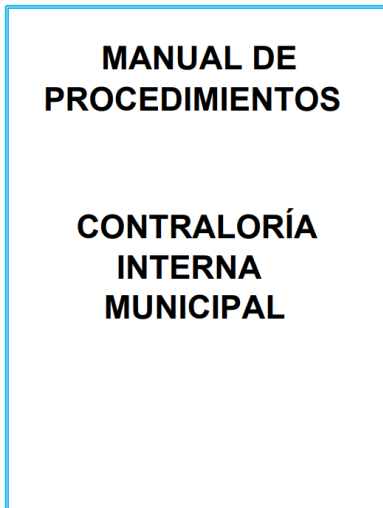 MANUAL DE
PROCEDIMIENTOS
CONTRALORÍA
INTERNA
MUNICIPAL